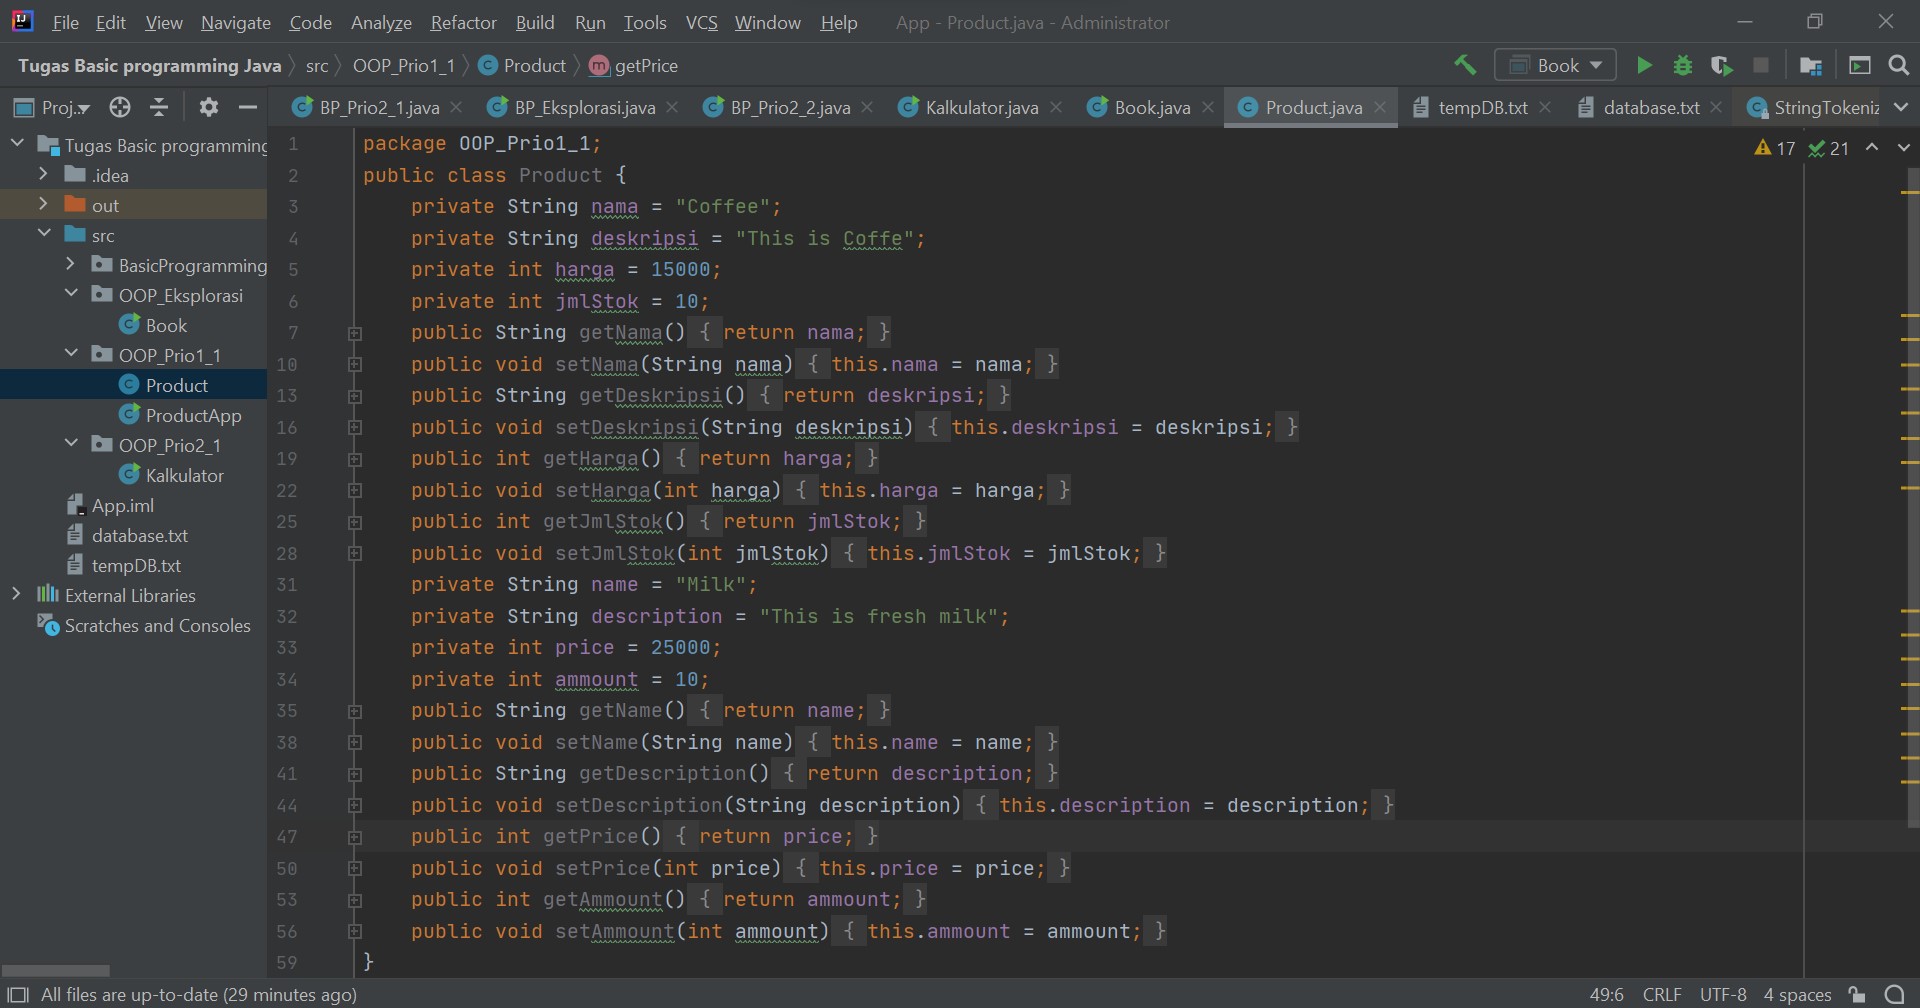 File Edit View Navigate Code Analyze Refactor Build Run Tools VCS Window Help App - Product.java - Administrator
Tugas Basic programming Java src OOP_Prio1_1 Product getPrice Book
Proj.. BP_Prio2_1.java BP_Eksplorasi.java BP_Prio2_2.java Kalkulator.java Book.java Product.java tempDB.txt database.txt StringTokeniz
Tugas Basic programming
.idea
out
src
BasicProgramming
OOP_Eksplorasi
Book
OOP_Prio1_1
Product
ProductApp
OOP_Prio2_1
Kalkulator
App.iml
database.txt
tempDB.txt
External Libraries
Scratches and Consoles
17 21
1 package OOP_Prio1_1;
2 public class Product {
3 private String nama = "Coffee";
4 private String deskripsi = "This is Coffe";
5 private int harga = 15000;
6 private int jmlStok = 10;
7 public String getNama() { return nama; }
10 public void setNama(String nama) { this.nama = nama; }
13 public String getDeskripsi() { return deskripsi; }
16 public void setDeskripsi(String deskripsi) { this.deskripsi = deskripsi; }
19 public int getHarga() { return harga; }
22 public void setHarga(int harga) { this.harga = harga; }
25 public int getJmlStok() { return jmlStok; }
28 public void setJmlStok(int jmlStok) { this.jmlStok = jmlStok; }
31 private String name = "Milk";
32 private String description = "This is fresh milk";
33 private int price = 25000;
34 private int ammount = 10;
35 public String getName() { return name; }
38 public void setName(String name) { this.name = name; }
41 public String getDescription() { return description; }
44 public void setDescription(String description) { this.description = description; }
47 public int getPrice() { return price; }
50 public void setPrice(int price) { this.price = price; }
53 public int getAmmount() { return ammount; }
56 public void setAmmount(int ammount) { this.ammount = ammount; }
59 }
All files are up-to-date (29 minutes ago) 49:6 CRLF UTF-8 4 spaces